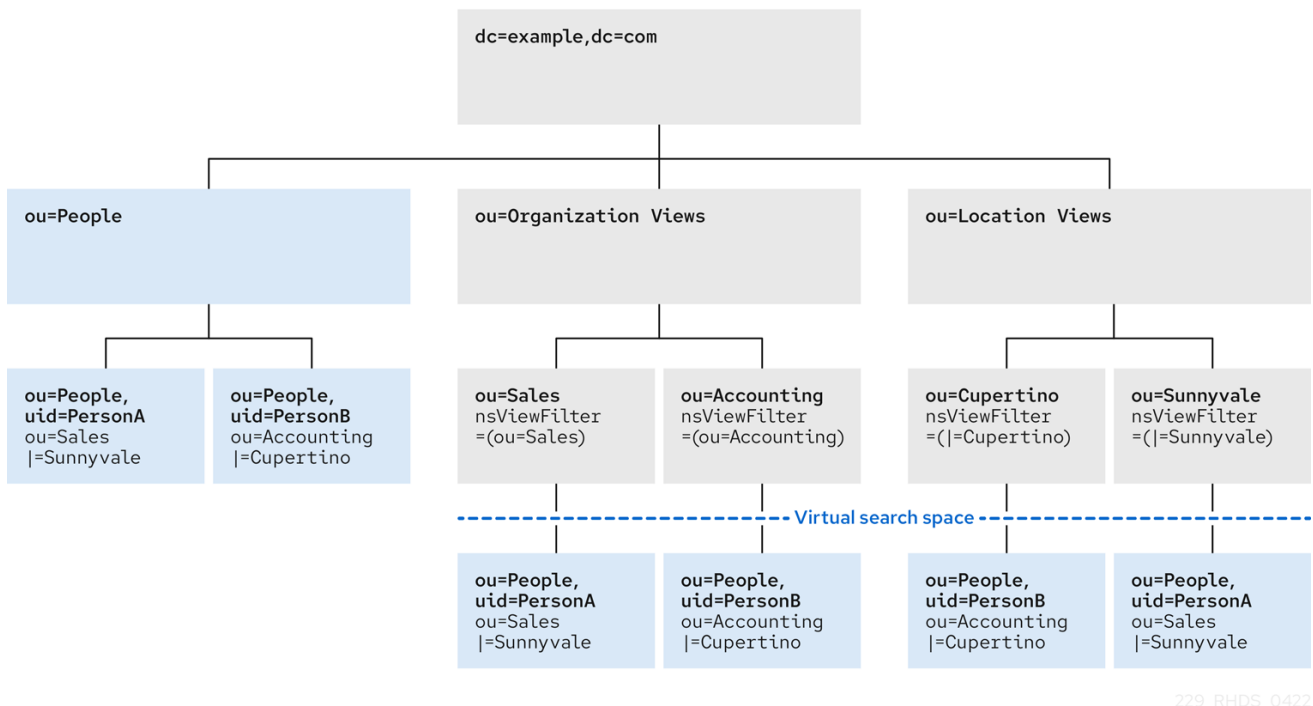 dc=example,dc=com
ou=People
ou=Organization Views
ou=Location Views
ou=People,
uid=PersonA
ou=Sales
|=Sunnyvale
ou=People,
uid=PersonB
ou=Accounting
|=Cupertino
ou=Sales
nsViewFilter
=(ou=Sales)
ou=Accounting
nsViewFilter
=(ou=Accounting)
ou=Cupertino
nsViewFilter
=(|=Cupertino)
ou=Sunnyvale
nsViewFilter
=(|=Sunnyvale)
Virtual search space
ou=People,
uid=PersonA
ou=Sales
|=Sunnyvale
ou=People,
uid=PersonB
ou=Accounting
|=Cupertino
ou=People,
uid=PersonB
ou=Accounting
|=Cupertino
ou=People,
uid=PersonA
ou=Sales
|=Sunnyvale
229_RHDS_0422